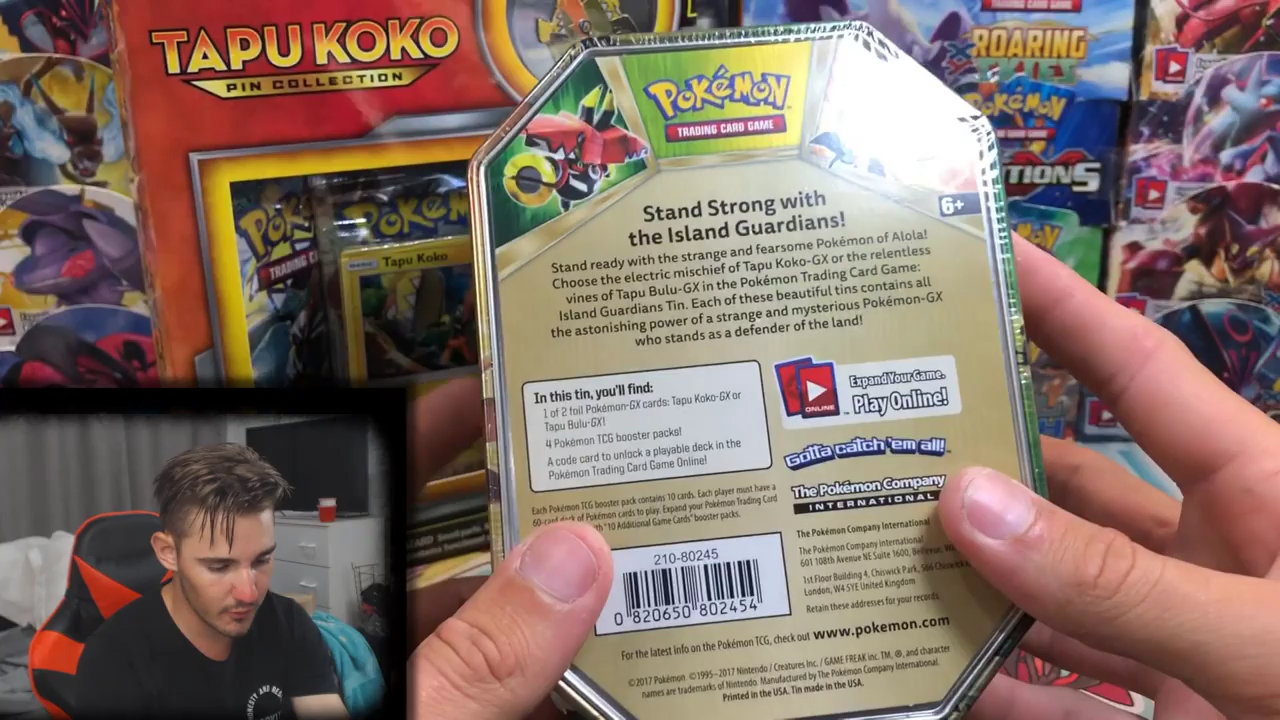 TAPU KOKO
PIN COLLECTION
Tapu Koko
ROARING
Pokémon
TRADING CARD GAME
6+
Stand Strong with
the Island Guardians!
Stand ready with the strange and fearsome Pokémon of Alola!
Choose the electric mischief of Tapu Koko-GX or the relentless
vines of Tapu Bulu-GX in the Pokémon Trading Card Game:
Island Guardians Tin. Each of these beautiful tins contains all
the astonishing power of a strange and mysterious Pokémon-GX
who stands as a defender of the land!
In this tin, you'll find:
1 of 2 foil Pokémon-GX cards: Tapu Koko-GX or
Tapu Bulu-GX!
4 Pokémon TCG booster packs!
A code card to unlock a playable deck in the
Pokémon Trading Card Game Online!
ONLINE
Expand Your Game.
Play Online!
Gotta catch 'em all!
The Pokémon Company
INTERNATIONAL
Each Pokémon TCG booster pack contains 10 cards. Each player must have a
60-card deck of Pokémon cards to play. Expand your Pokémon Trading Card
"10 Additional Game Cards" booster packs.
210-80245
0 820650 802454
The Pokémon Company International
The Pokémon Company International
601 108th Avenue NE Suite 1600, Bellevue,
1st Floor Building 4, Chiswick Park, 566 Chiswick
London, W4 5YE United Kingdom
Retain these addresses for your records.
For the latest info on the Pokémon TCG, check out www.pokemon.com
©2017 Pokémon ©1995-2017 Nintendo / Creatures Inc. / GAME FREAK inc. TM, ®, and character
names are trademarks of Nintendo. Manufactured by The Pokémon Company International.
Printed in the USA. Tin made in the USA.